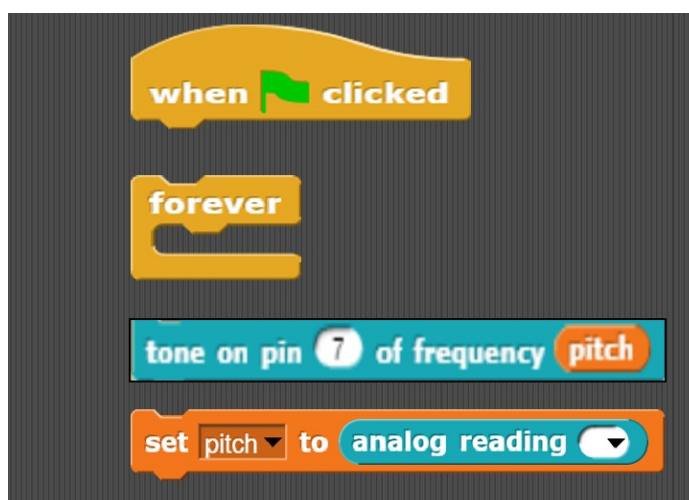 when clicked
forever
tone on pin 7 of frequency pitch
set pitch to analog reading